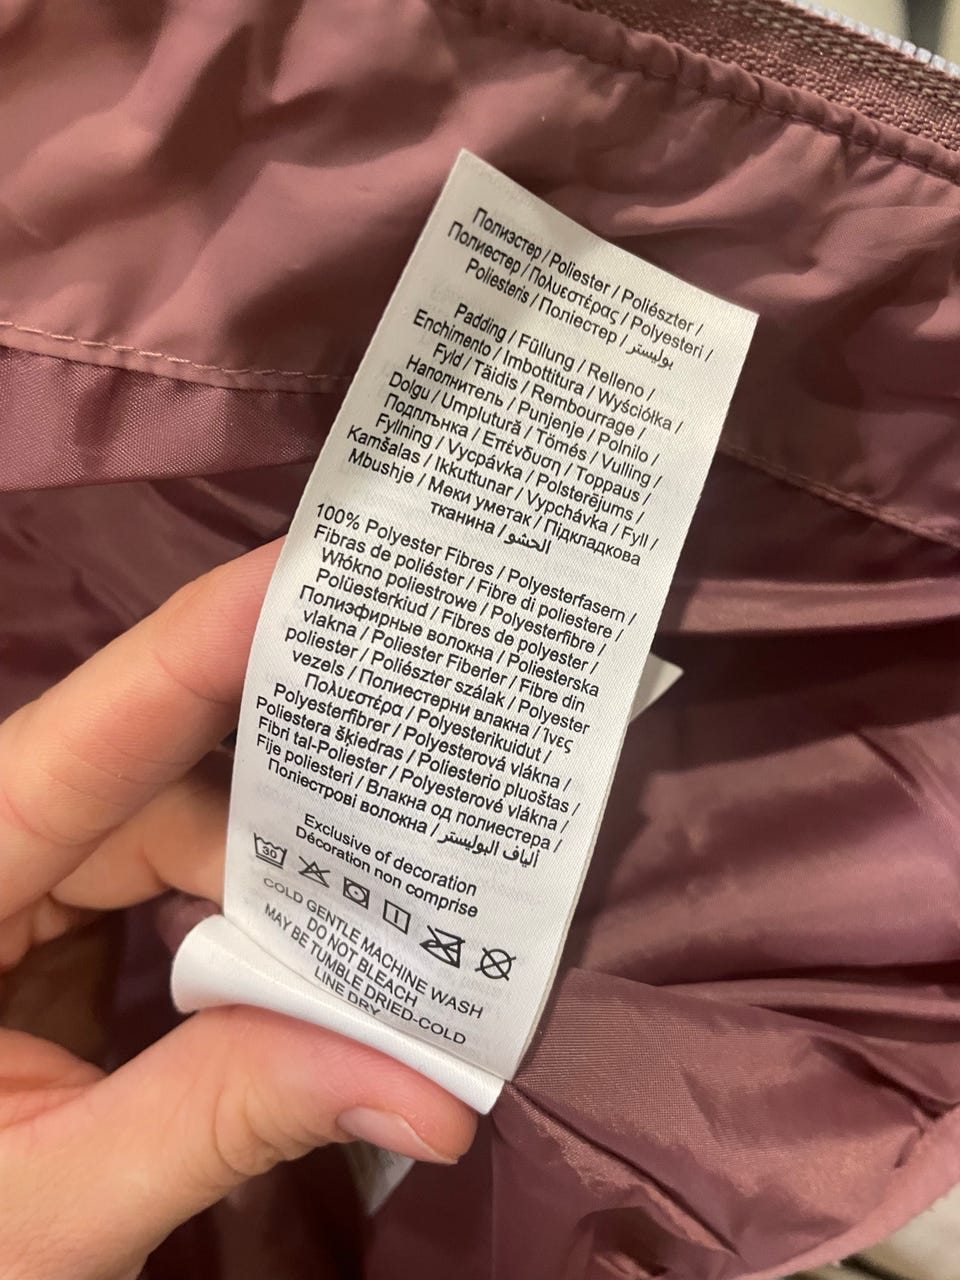 Полиэстер / Poliester / Poliészter /
Полиестер / Πολυεστέρας / Polyesteri /
Poliesteris / Поліестер / بوليستر
Padding / Füllung / Relleno /
Enchimento / Imbottitura / Wyściółka /
Fyld / Täidis / Rembourrage /
Наполнитель / Punjenje / Polnilo /
Dolgu / Umplutură / Tömés / Vulling /
Подплънка / Επένδυση / Toppaus /
Fyllning / Vycpávka / Polsterējums /
Kamšalas / Ikkuttunar / Vypchávka / Fyll /
Mbushje / Меки уметак / Підкладкова
тканина / الحشو
100% Polyester Fibres / Polyesterfasern /
Fibras de poliéster / Fibre di poliestere /
Włókno poliestrowe / Polyesterfibre /
Polüesterkiud / Fibres de polyester /
Полиэфирные волокна / Poliesterska
vlakna / Poliester Fiberler / Fibre din
poliester / Poliészter szálak / Polyester
vezels / Полиестерни влакна / Ίνες
Πολυεστέρα / Polyesterikuidut /
Polyesterfibrer / Polyesterová vlákna /
Poliestera šķiedras / Poliesterio pluoštas /
Fibri tal-Poliester / Polyesterové vlákna /
Fije poliesteri / Влакна од полиестера /
Поліестрові волокна / ألياف البوليستر
Exclusive of decoration
Décoration non comprise
30
COLD GENTLE MACHINE WASH
DO NOT BLEACH
MAY BE TUMBLE DRIED-COLD
LINE DRY